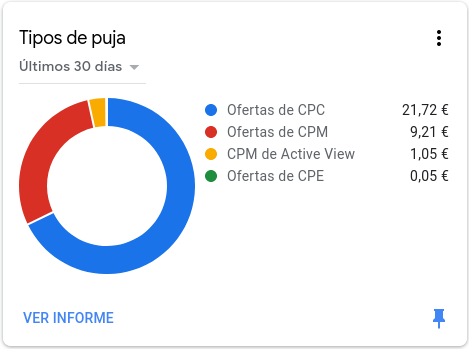 Tipos de puja
Últimos 30 días
Ofertas de CPC 21,72 €
Ofertas de CPM 9,21 €
CPM de Active View 1,05 €
Ofertas de CPE 0,05 €
VER INFORME